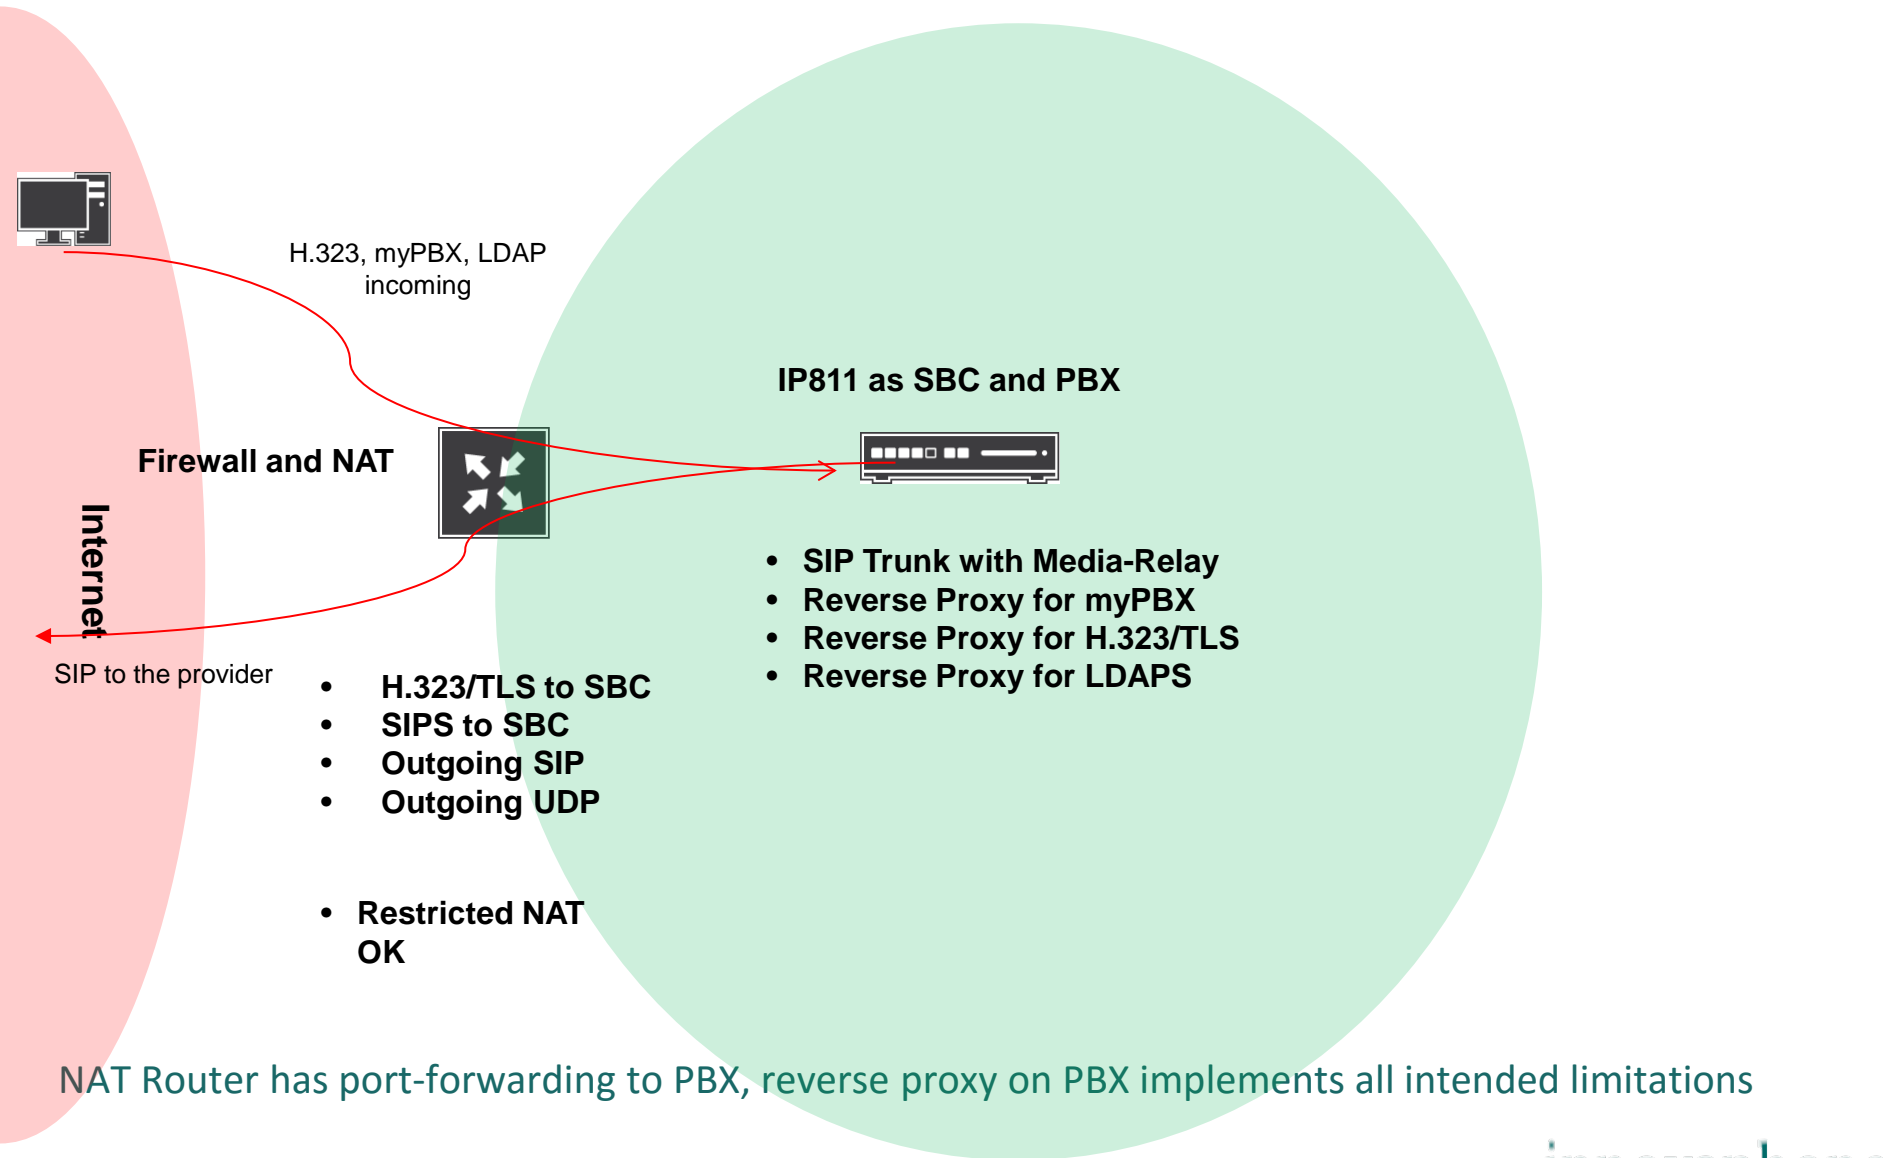 H.323, myPBX, LDAP
incoming
IP811 as SBC and PBX
Firewall and NAT
Internet
SIP to the provider
• SIP Trunk with Media-Relay
• Reverse Proxy for myPBX
• Reverse Proxy for H.323/TLS
• Reverse Proxy for LDAPS
• H.323/TLS to SBC
• SIPS to SBC
• Outgoing SIP
• Outgoing UDP
• Restricted NAT
OK
NAT Router has port-forwarding to PBX, reverse proxy on PBX implements all intended limitations